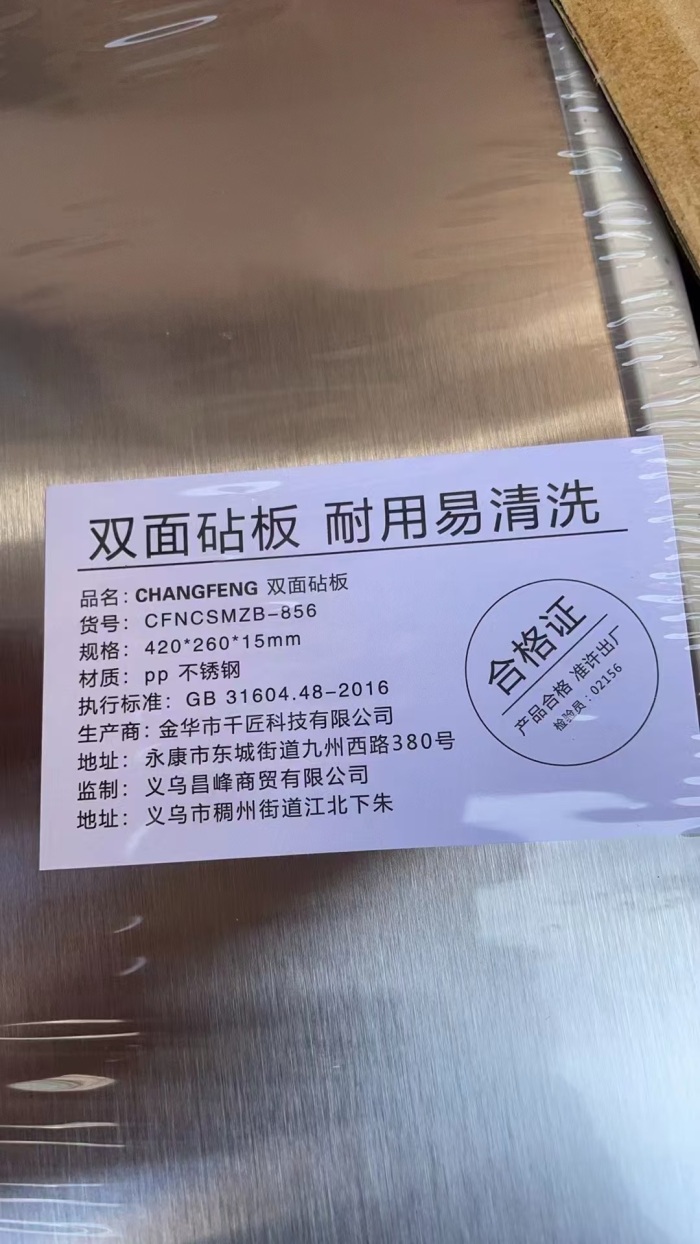 双面砧板 耐用易清洗
品名：CHANGFENG 双面砧板
货号：CFNCSMZB-856
规格：420*260*15mm
材质：pp 不锈钢
执行标准：GB 31604.48-2016
生产商：金华市千匠科技有限公司
地址：永康市东城街道九州西路380号
监制：义乌昌峰商贸有限公司
地址：义乌市稠州街道江北下朱
合格证
产品合格 准许出厂
检验员：02156